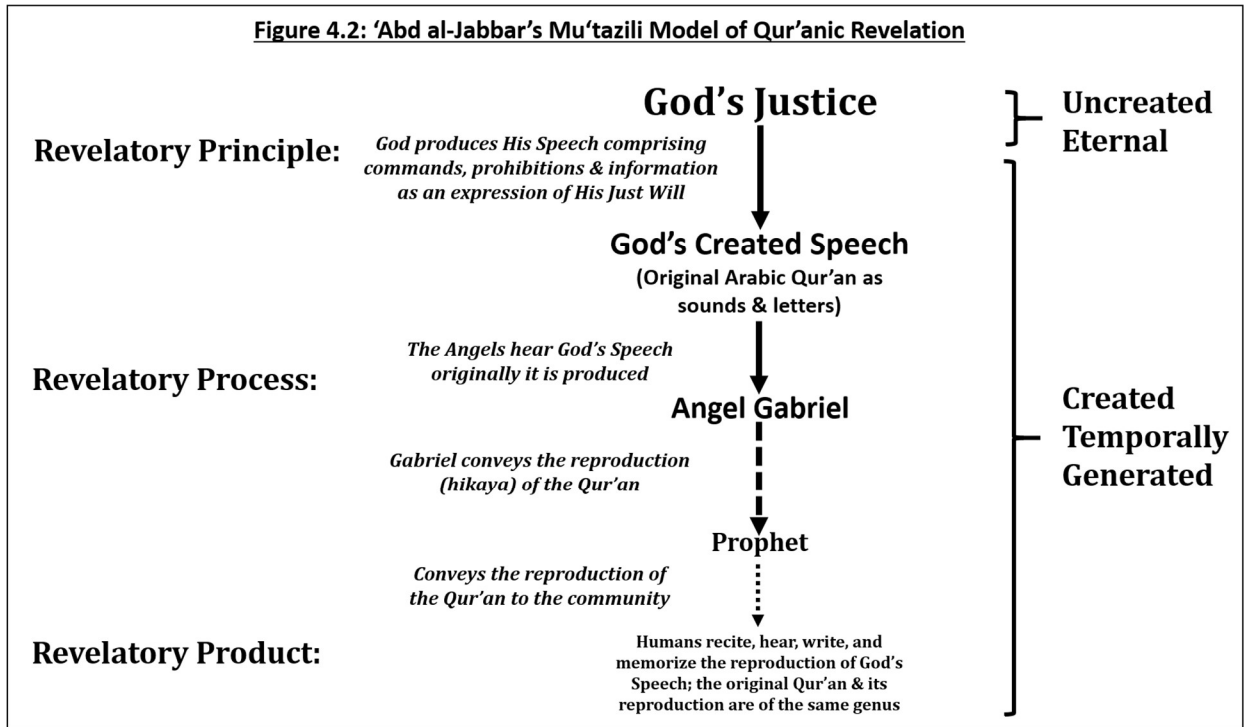 Figure 4.2: ‘Abd al-Jabbar’s Mu‘tazili Model of Qur’anic Revelation
God’s Justice
Uncreated
Eternal
Revelatory Principle:
God produces His Speech comprising
commands, prohibitions & information
as an expression of His Just Will
God’s Created Speech
(Original Arabic Qur’an as
sounds & letters)
Revelatory Process:
The Angels hear God’s Speech
originally it is produced
Angel Gabriel
Created
Temporally
Generated
Gabriel conveys the reproduction
(hikaya) of the Qur’an
Prophet
Conveys the reproduction of
the Qur’an to the community
Revelatory Product:
Humans recite, hear, write, and
memorize the reproduction of God’s
Speech; the original Qur’an & its
reproduction are of the same genus